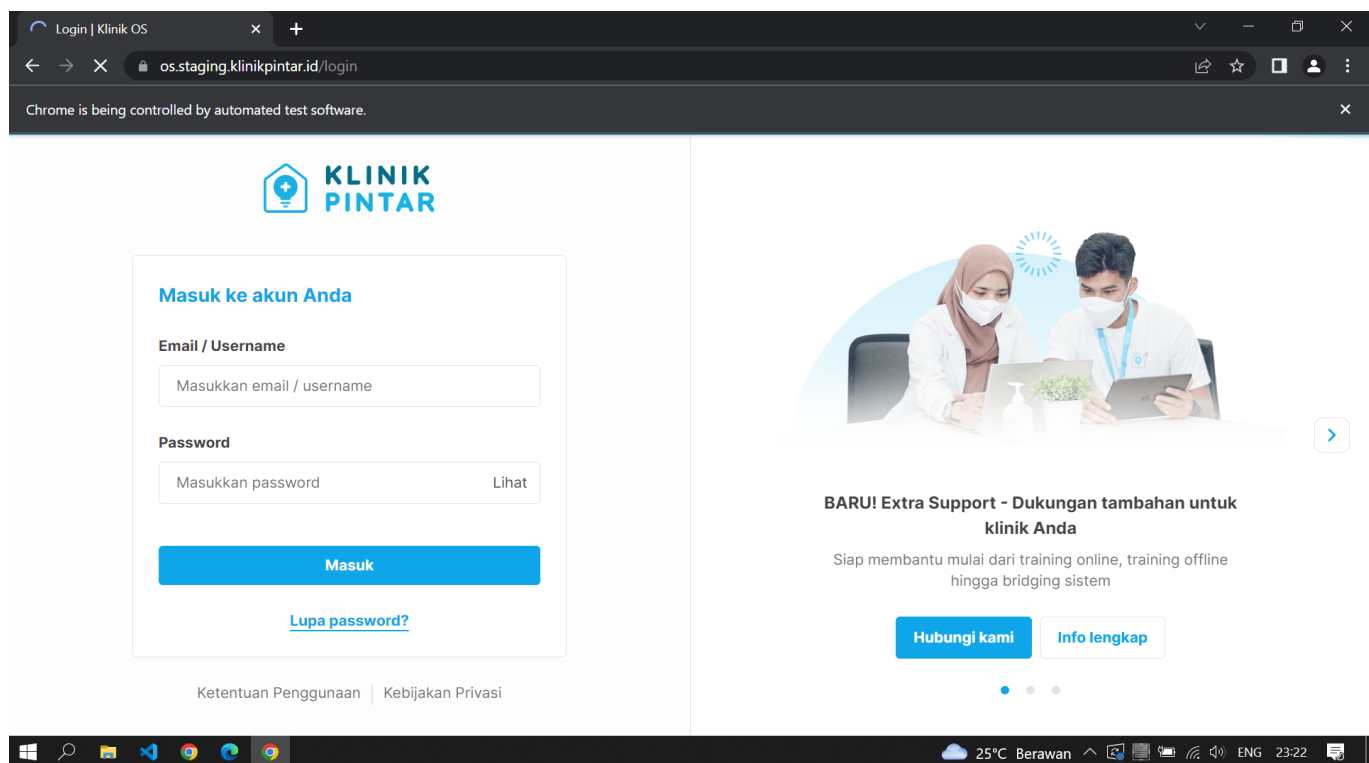 Login | Klinik OS
os.staging.klinikpintar.id/login
Chrome is being controlled by automated test software.
KLINIK
PINTAR
Masuk ke akun Anda
Email / Username
Masukkan email / username
Password
Masukkan password
Lihat
Masuk
Lupa password?
Ketentuan Penggunaan
Kebijakan Privasi
BARU! Extra Support - Dukungan tambahan untuk
klinik Anda
Siap membantu mulai dari training online, training offline
hingga bridging sistem
Hubungi kami
Info lengkap
25°C Berawan
ENG
23:22